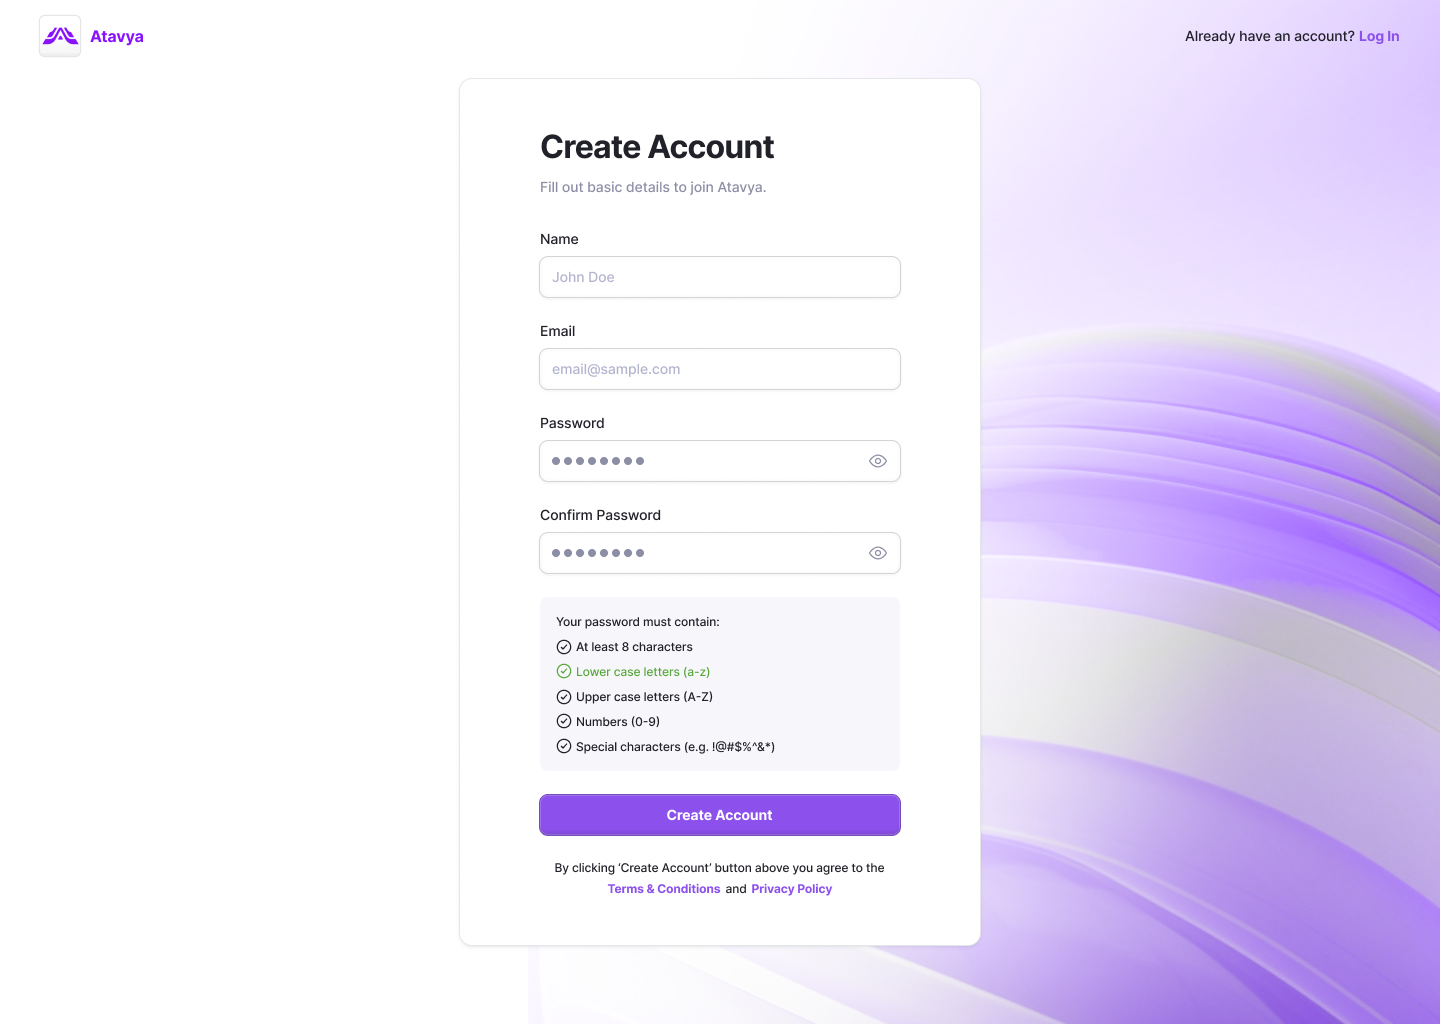 Atavya
Already have an account? Log In
Create Account
Fill out basic details to join Atavya.
Name
John Doe
Email
email@sample.com
Password
Confirm Password
Your password must contain:
At least 8 characters
Lower case letters (a-z)
Upper case letters (A-Z)
Numbers (0-9)
Special characters (e.g. !@#$%^&*)
Create Account
By clicking ‘Create Account’ button above you agree to the
Terms & Conditions and Privacy Policy